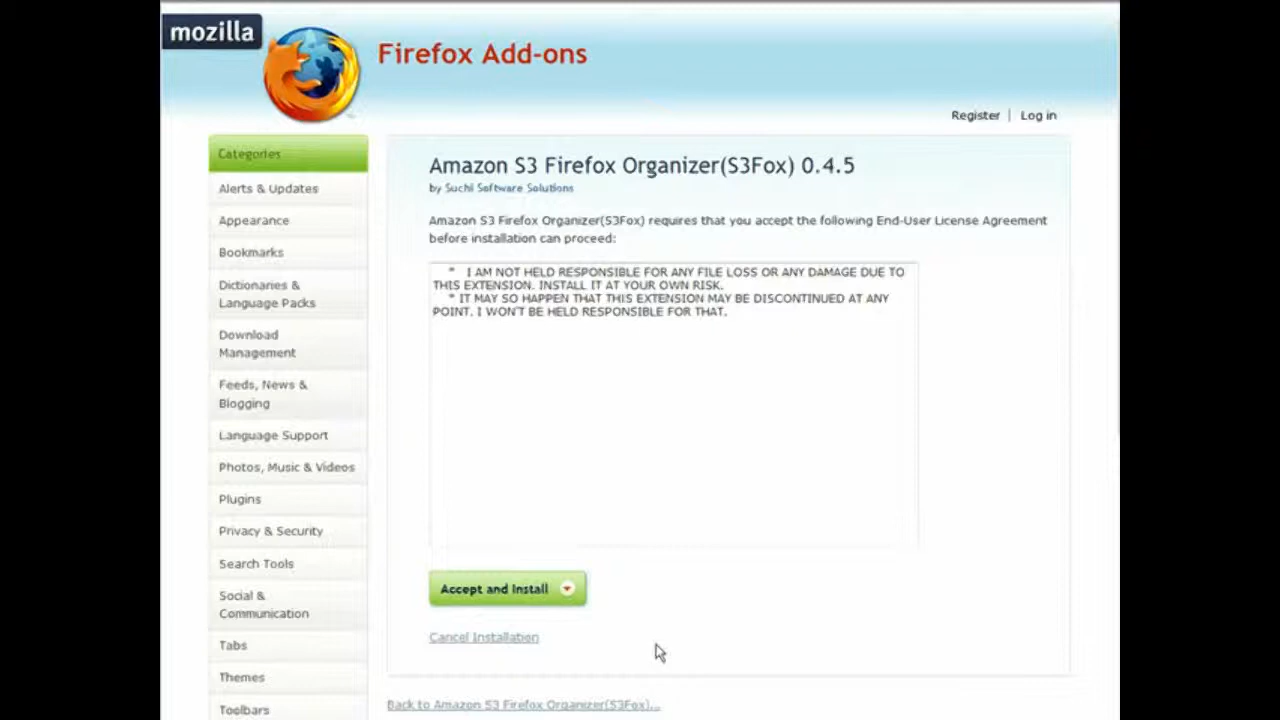 mozilla
Firefox Add-ons
Register | Log in
Categories
Alerts & Updates
Appearance
Bookmarks
Dictionaries &
Language Packs
Download
Management
Feeds, News &
Blogging
Language Support
Photos, Music & Videos
Plugins
Privacy & Security
Search Tools
Social &
Communication
Tabs
Themes
Toolbars
Amazon S3 Firefox Organizer(S3Fox) 0.4.5
by Suchi Software Solutions
Amazon S3 Firefox Organizer(S3Fox) requires that you accept the following End-User License Agreement
before installation can proceed:
* I AM NOT HELD RESPONSIBLE FOR ANY FILE LOSS OR ANY DAMAGE DUE TO
THIS EXTENSION. INSTALL IT AT YOUR OWN RISK.
* IT MAY SO HAPPEN THAT THIS EXTENSION MAY BE DISCONTINUED AT ANY
POINT. I WON'T BE HELD RESPONSIBLE FOR THAT.
Accept and Install
Cancel Installation
Back to Amazon S3 Firefox Organizer(S3Fox)...